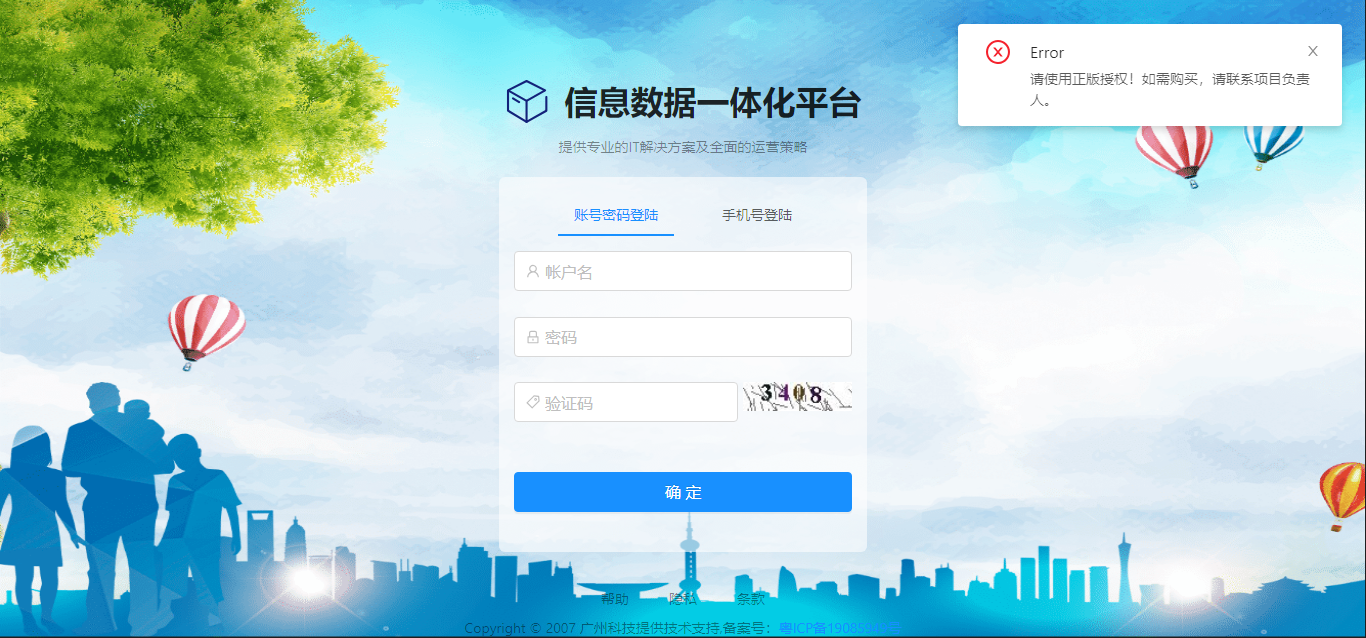 Error
请使用正版授权！如需购买，请联系项目负责
人。
信息数据一体化平台
提供专业的IT解决方案及全面的运营策略
账号密码登陆 手机号登陆
帐户名
密码
验证码 3408
确 定
帮助 隐私 条款
Copyright © 2007 广州科技提供技术支持.备案号：粤ICP备190859